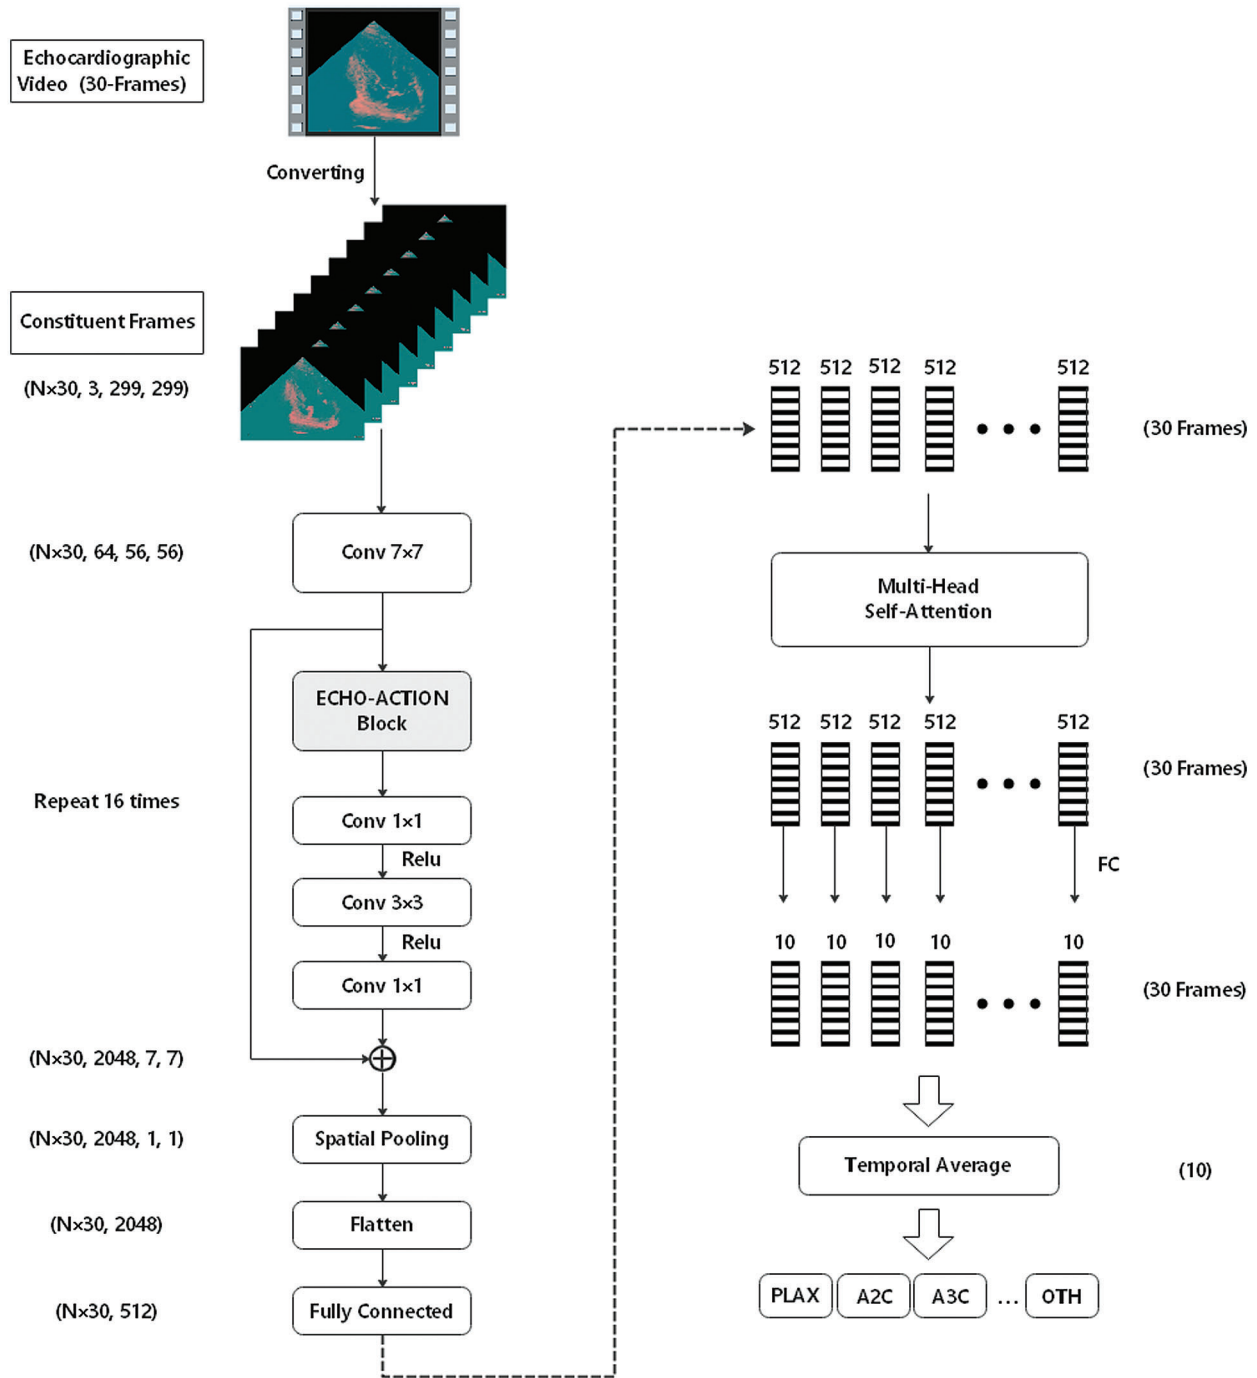 Echocardiographic
Video (30-Frames)
Converting
Constituent Frames
(N×30, 3, 299, 299)
(N×30, 64, 56, 56)
Conv 7×7
ECHO-ACTION
Block
Repeat 16 times
Conv 1×1
Relu
Conv 3×3
Relu
Conv 1×1
(N×30, 2048, 7, 7)
(N×30, 2048, 1, 1)
Spatial Pooling
(N×30, 2048)
Flatten
(N×30, 512)
Fully Connected
512 512 512 512 512
(30 Frames)
Multi-Head
Self-Attention
512 512 512 512 512
(30 Frames)
FC
10 10 10 10 10
(30 Frames)
Temporal Average
(10)
PLAX A2C A3C ... OTH